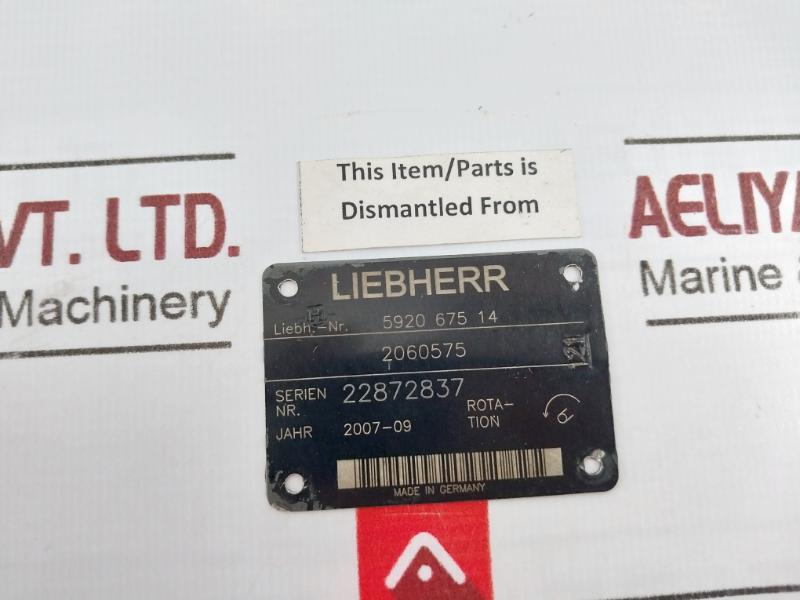 This Item/Parts is
Dismantled From
VT. LTD.
Machinery
AELIYA
Marine &
LIEBHERR
H
Liebh.-Nr. 5920 675 14
2060575
21
SERIEN NR. 22872837
JAHR 2007-09
ROTA-
TION
MADE IN GERMANY